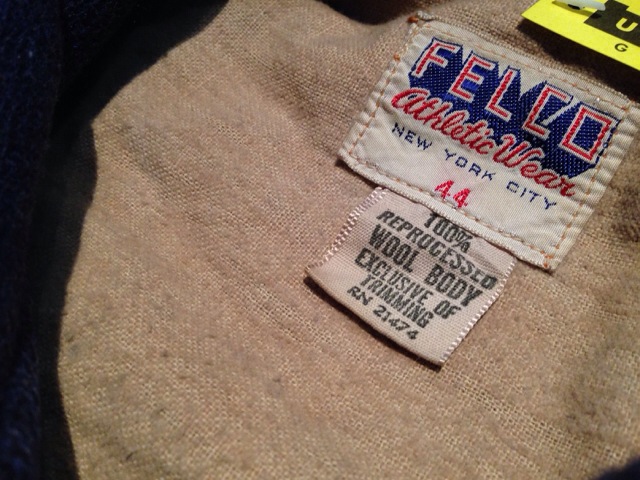 FELCO
Athletic Wear
NEW YORK CITY
44
100%
REPROCESSED
WOOL BODY
EXCLUSIVE OF
TRIMMING
RN 21474